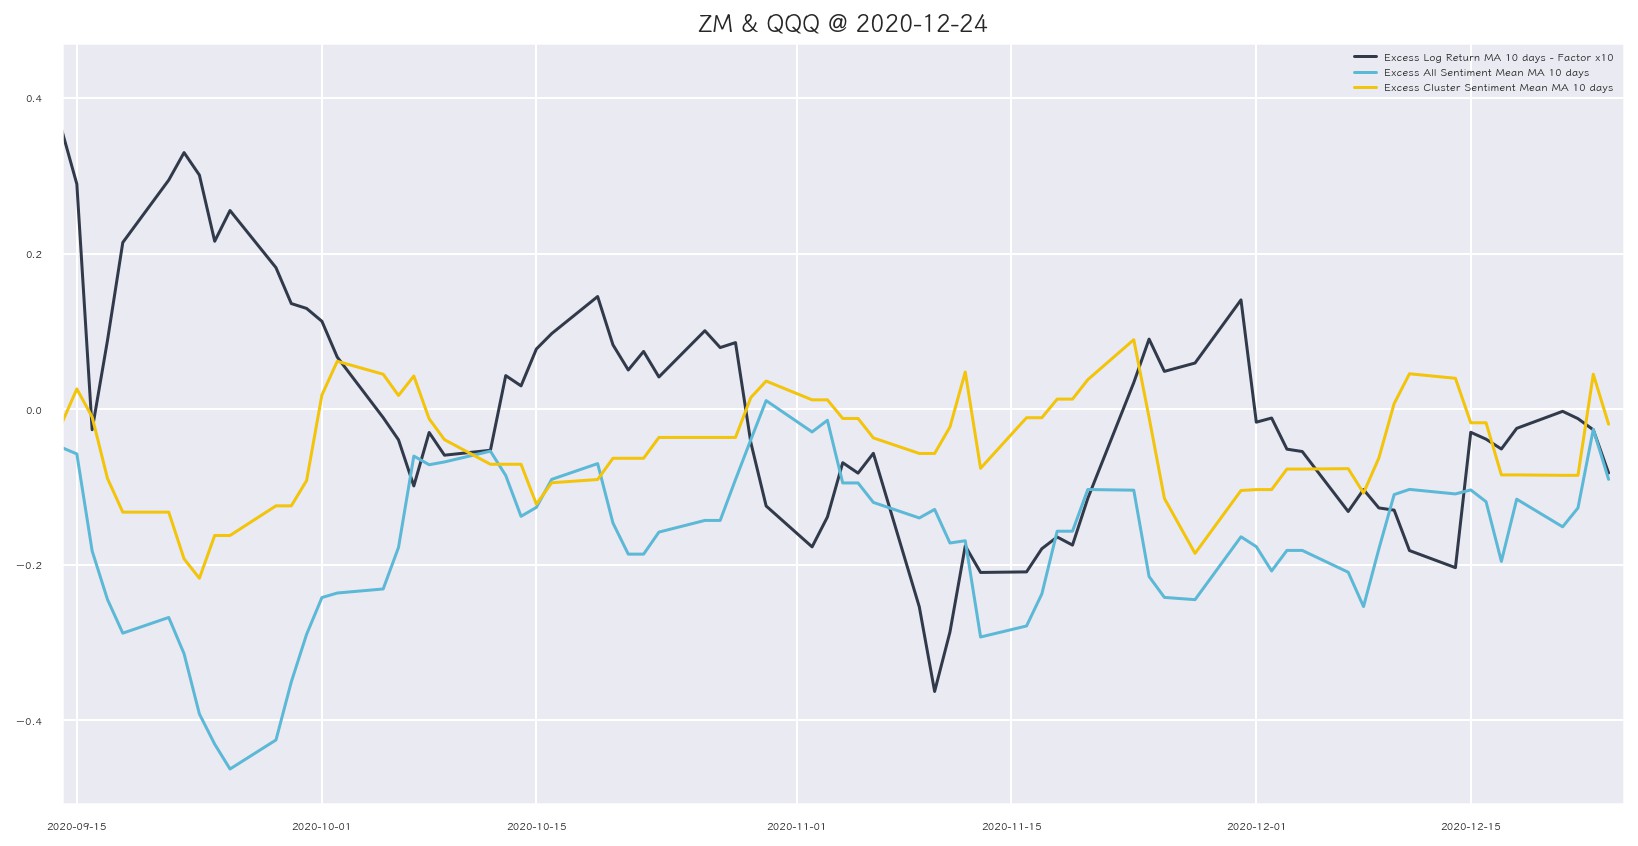 ZM & QQQ @ 2020-12-24
Excess Log Return MA 10 days - Factor x10
Excess All Sentiment Mean MA 10 days
Excess Cluster Sentiment Mean MA 10 days
0.4
0.2
0.0
−0.2
−0.4
2020-09-15 2020-10-01 2020-10-15 2020-11-01 2020-11-15 2020-12-01 2020-12-15